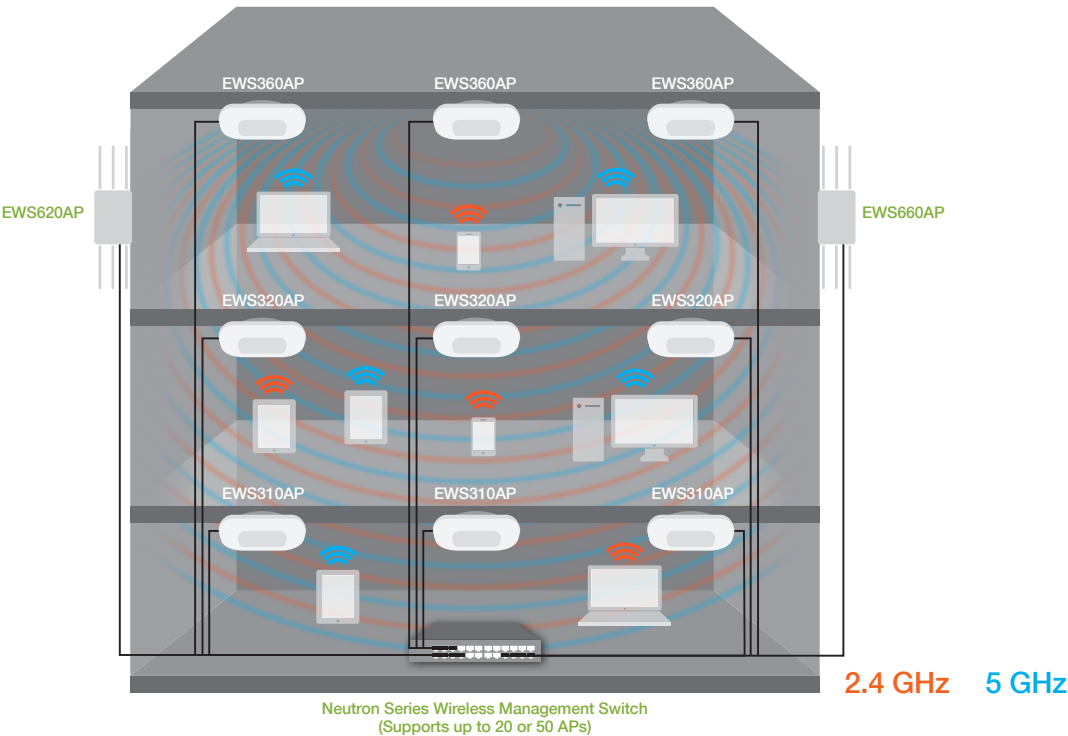 EWS360AP EWS360AP EWS360AP
EWS620AP EWS660AP
EWS320AP EWS320AP EWS320AP
EWS310AP EWS310AP EWS310AP
2.4 GHz 5 GHz
Neutron Series Wireless Management Switch
(Supports up to 20 or 50 APs)